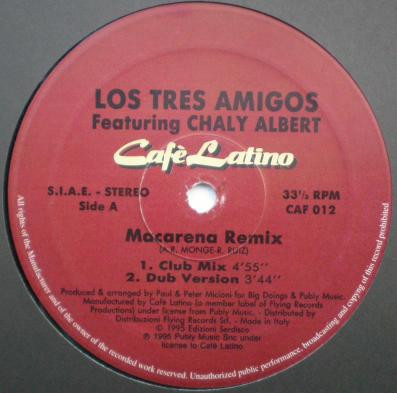 LOS TRES AMIGOS
Featuring CHALY ALBERT
Cafè Latino
S.I.A.E. - STEREO
Side A
33⅓ RPM
CAF 012
Macarena Remix
(A.R. MONGE-R. RUIZ)
1. Club Mix 4'55"
2. Dub Version 3'44"
Produced & arranged by Paul & Peter Micioni for Big Doings & Publy Music.
Manufactured by Cafè Latino (a member label of Flying Records
Productions) under license from Publy Music. - Distributed by
Distribuzioni Flying Records Srl. - Made in Italy
© 1995 Edizioni Serdisco
℗ 1995 Publy Music Snc under
license to Cafè Latino
All rights of the Manufacturer and of the owner of the recorded work reserved. Unauthorized public performance, broadcasting and copying of this record prohibited